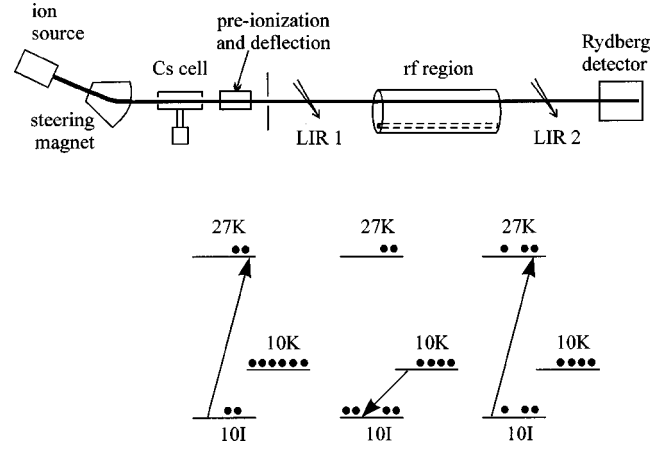 ion
source
pre-ionization
and deflection
Cs cell
steering
magnet
LIR 1
rf region
LIR 2
Rydberg
detector
27K
27K
27K
10K
10K
10K
10I
10I
10I